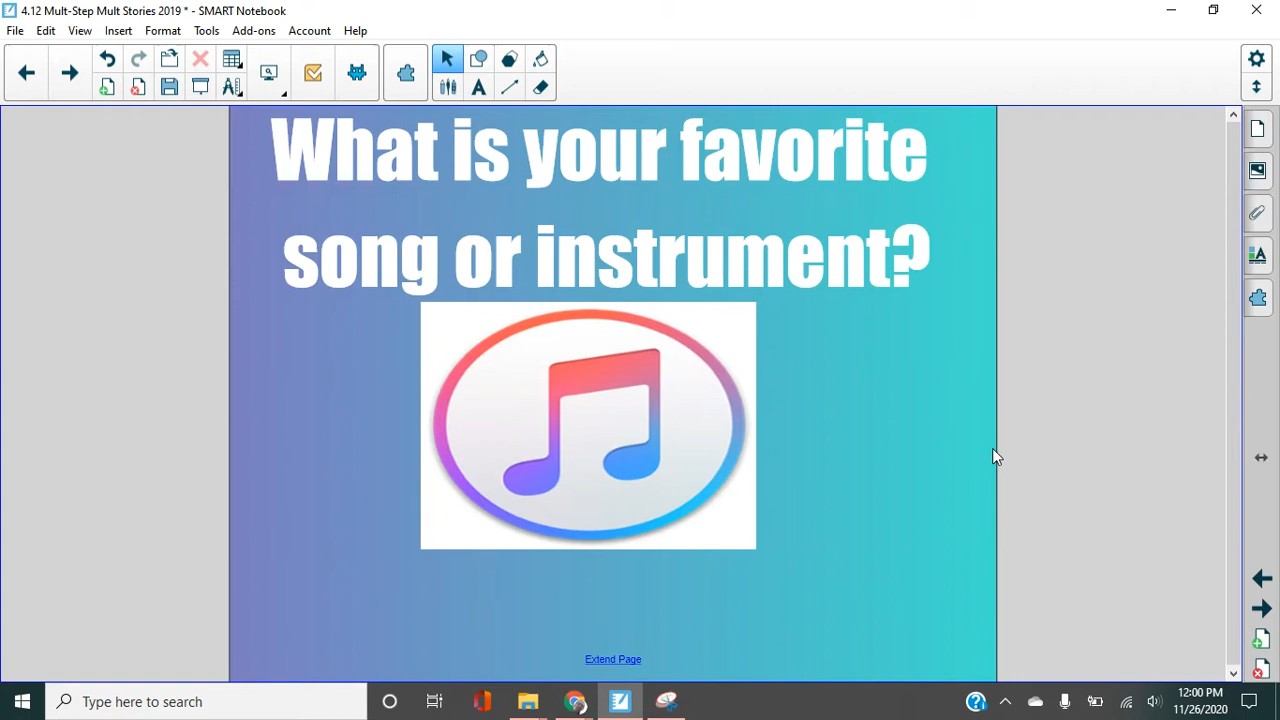 4.12 Mult-Step Mult Stories 2019 * - SMART Notebook
File Edit View Insert Format Tools Add-ons Account Help
What is your favorite
song or instrument?
Extend Page
Type here to search
12:00 PM
11/26/2020